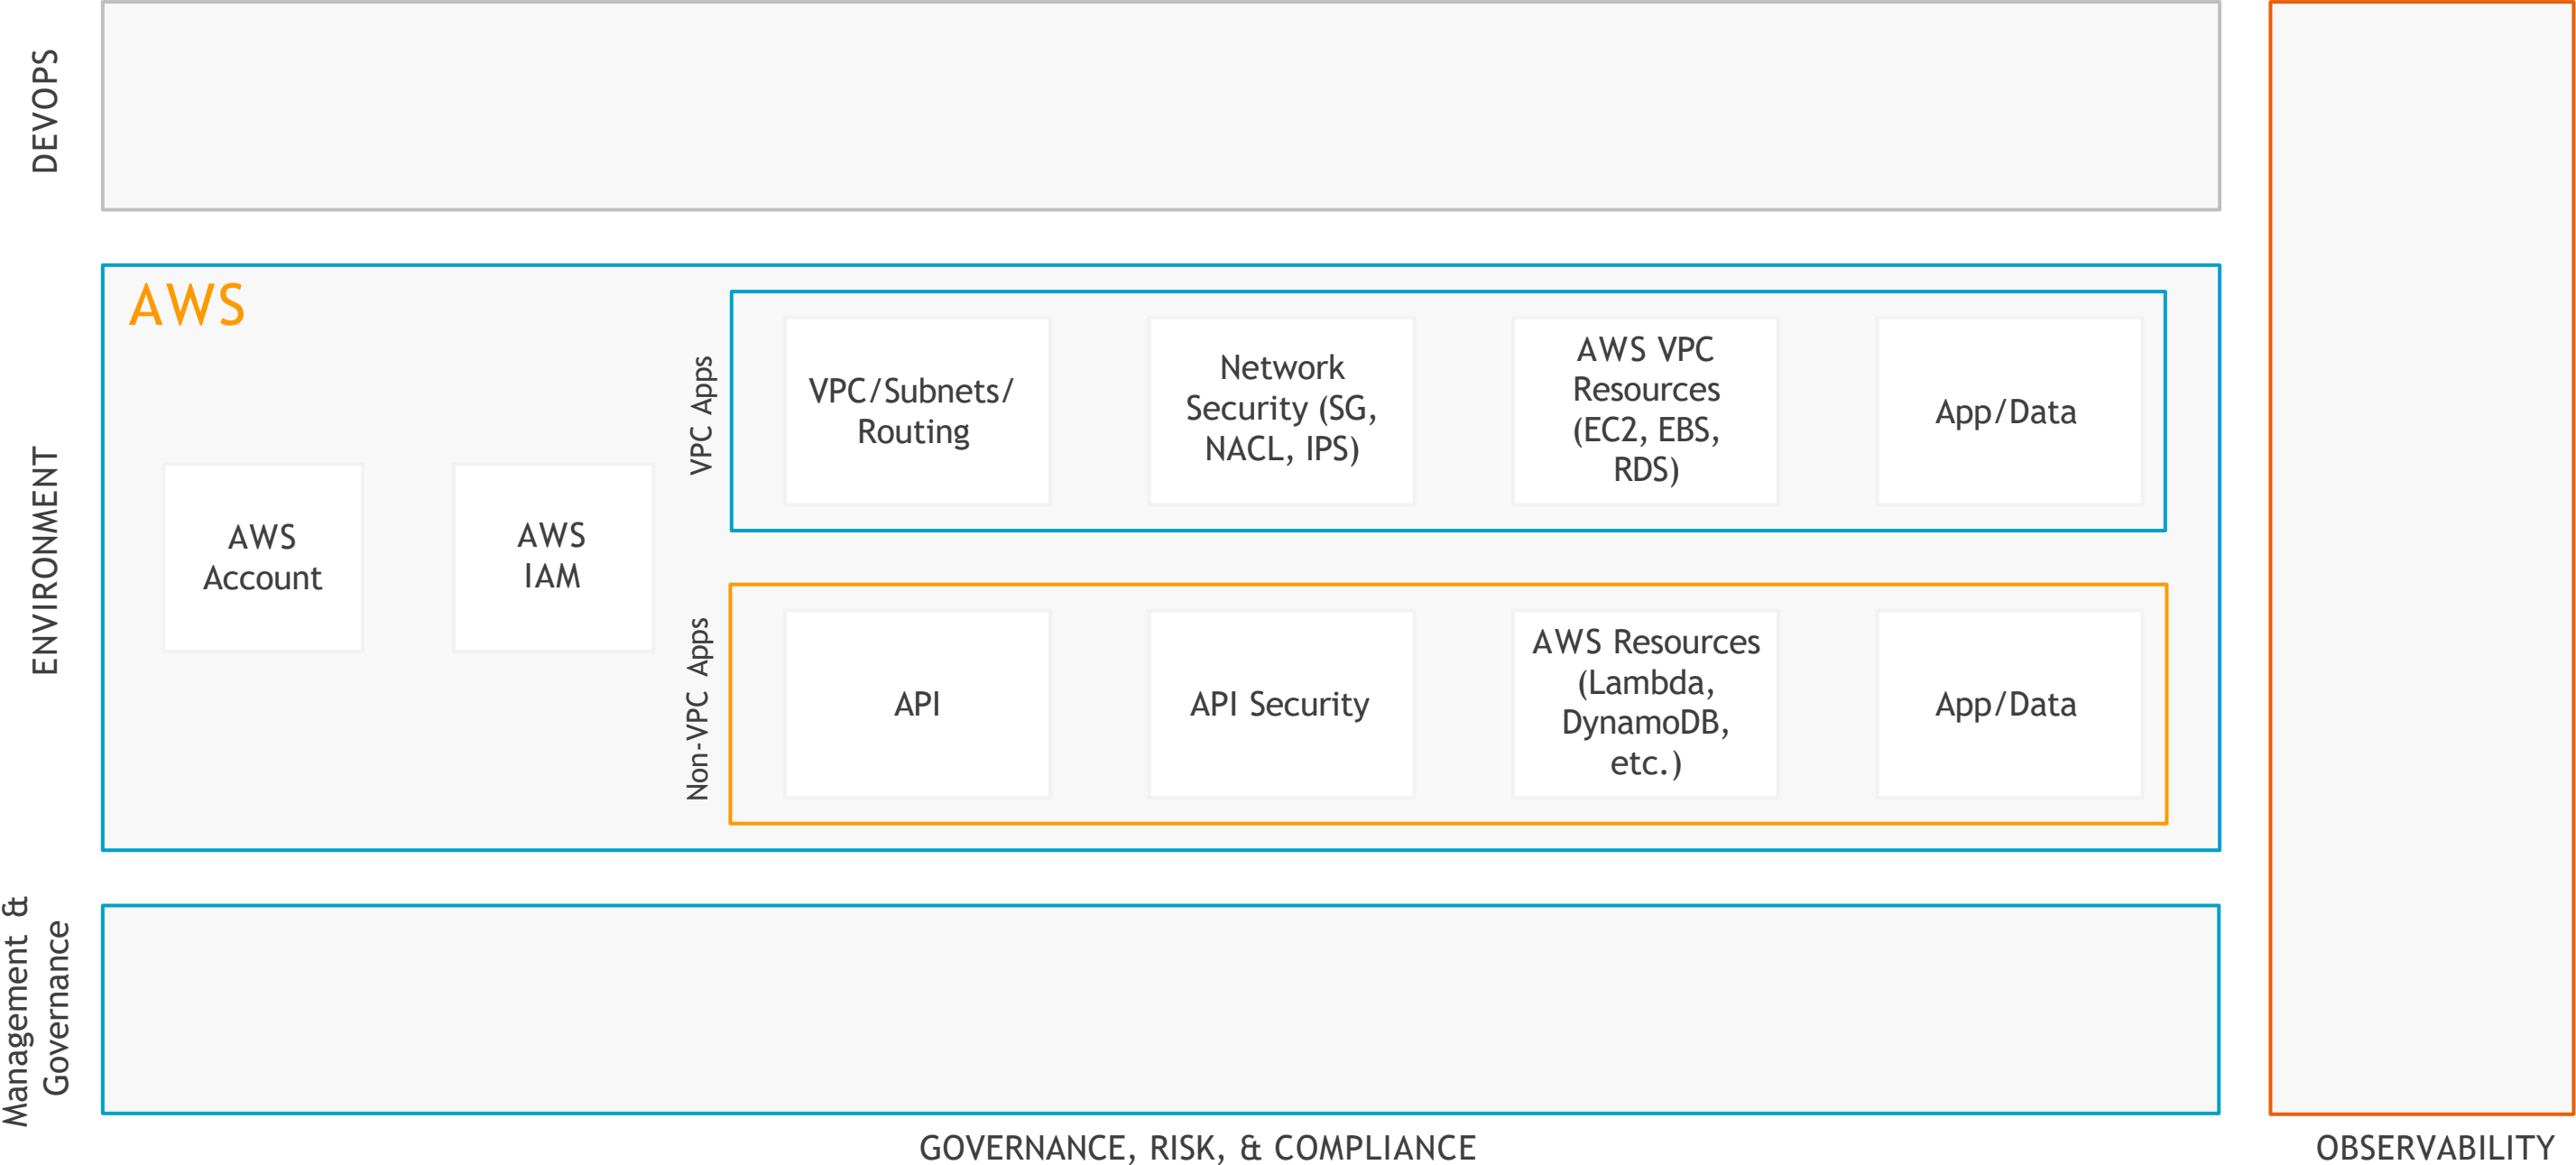 DEVOPS
ENVIRONMENT
Management &
Governance
AWS
AWS
Account
AWS
IAM
VPC Apps
VPC/Subnets/
Routing
Network
Security (SG,
NACL, IPS)
AWS VPC
Resources
(EC2, EBS,
RDS)
App/Data
Non-VPC Apps
API
API Security
AWS Resources
(Lambda,
DynamoDB,
etc.)
App/Data
GOVERNANCE, RISK, & COMPLIANCE
OBSERVABILITY